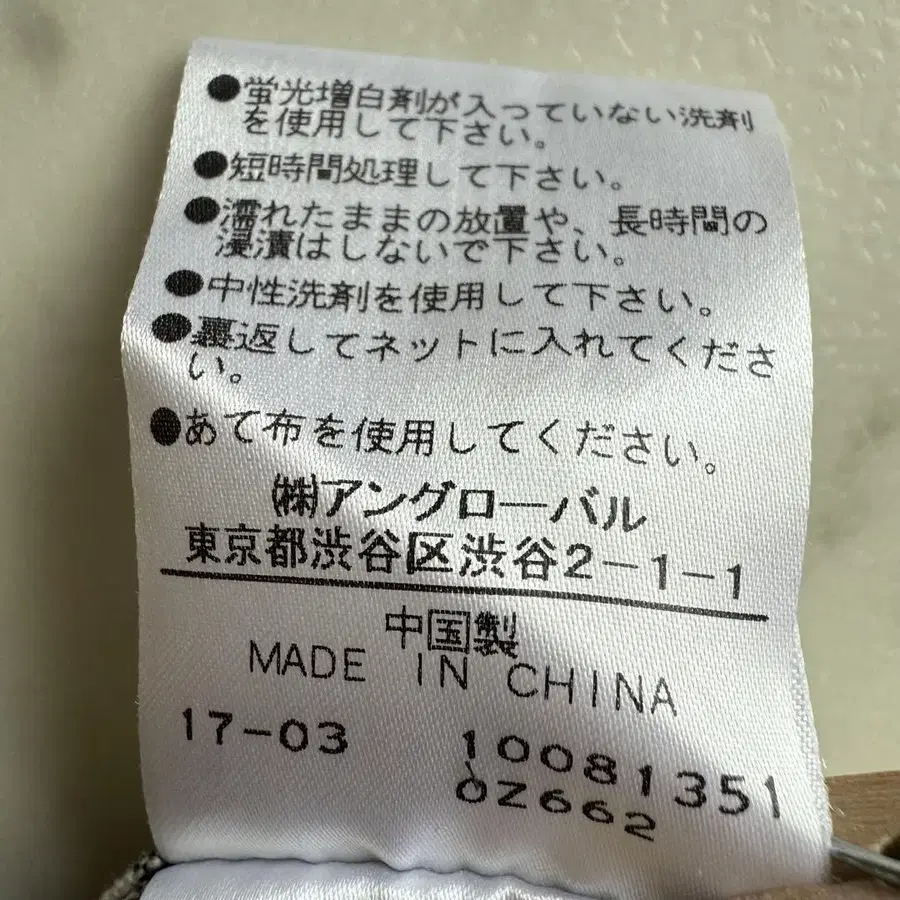 ●蛍光増白剤が入っていない洗剤
を使用して下さい。
●短時間処理して下さい。
●濡れたままの放置や、長時間の
浸漬はしないで下さい。
●中性洗剤を使用して下さい。
●裏返してネットに入れてくださ
い。
●あて布を使用してください。
㈱アングローバル
東京都渋谷区渋谷2-1-1
中国製
MADE IN CHINA
17-03 10081351
OZ662